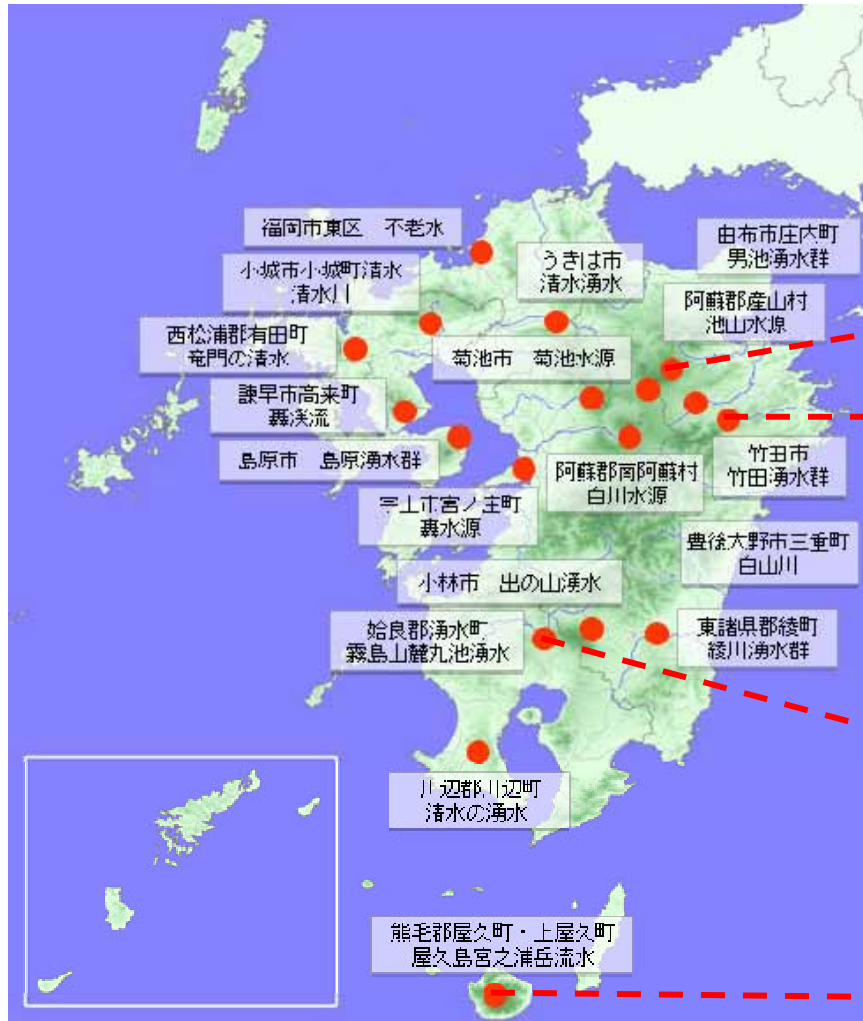 福岡市東区 不老水
小城市小城町清水
清水川
西松浦郡有田町
竜門の清水
諫早市高来町
轟渓流
島原市 島原湧水群
うきは市
清水湧水
由布市庄内町
男池湧水群
阿蘇郡産山村
池山水源
菊池市 菊池水源
宇土市宮ノ庄町
轟水源
阿蘇郡南阿蘇村
白川水源
竹田市
竹田湧水群
豊後大野市三重町
白山川
小林市 出の山湧水
姶良郡湧水町
霧島山麓丸池湧水
東諸県郡綾町
綾川湧水群
川辺郡川辺町
清水の湧水
熊毛郡屋久町・上屋久町
屋久島宮之浦岳流水